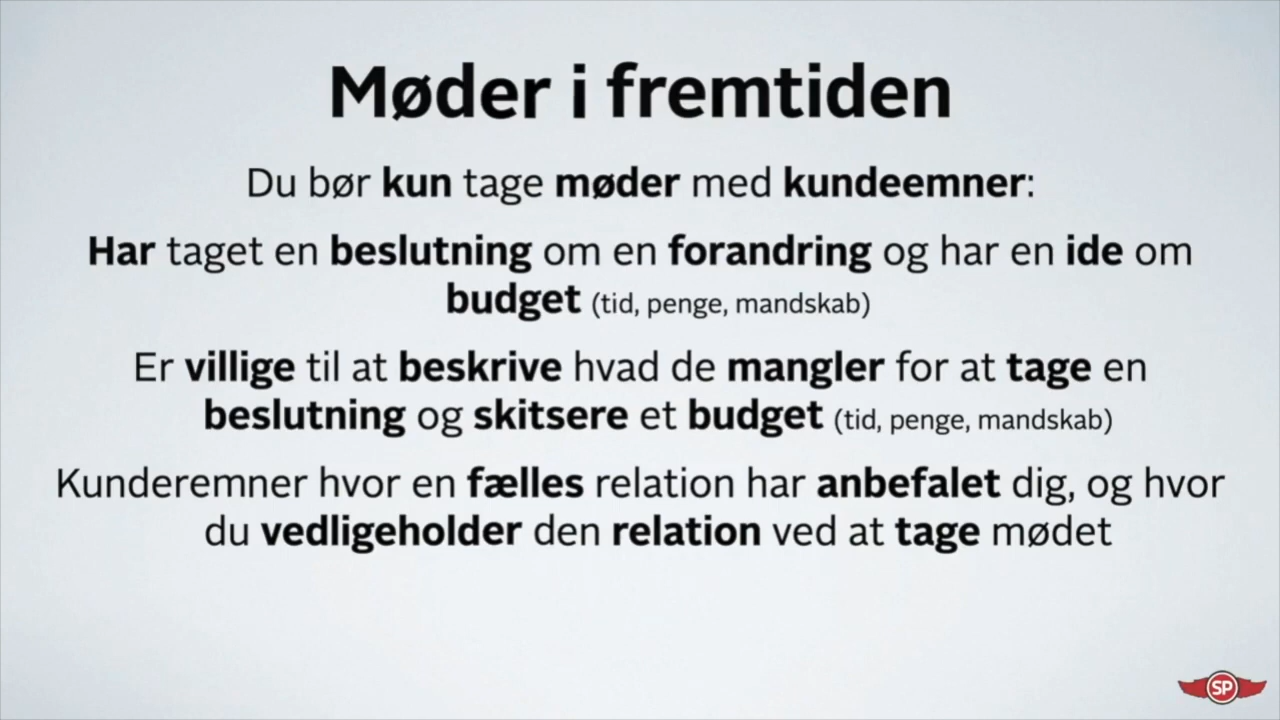 Møder i fremtiden
Du bør kun tage møder med kundeemner:
Har taget en beslutning om en forandring og har en ide om
budget (tid, penge, mandskab)
Er villige til at beskrive hvad de mangler for at tage en
beslutning og skitsere et budget (tid, penge, mandskab)
Kunderemner hvor en fælles relation har anbefalet dig, og hvor
du vedligeholder den relation ved at tage mødet
SP